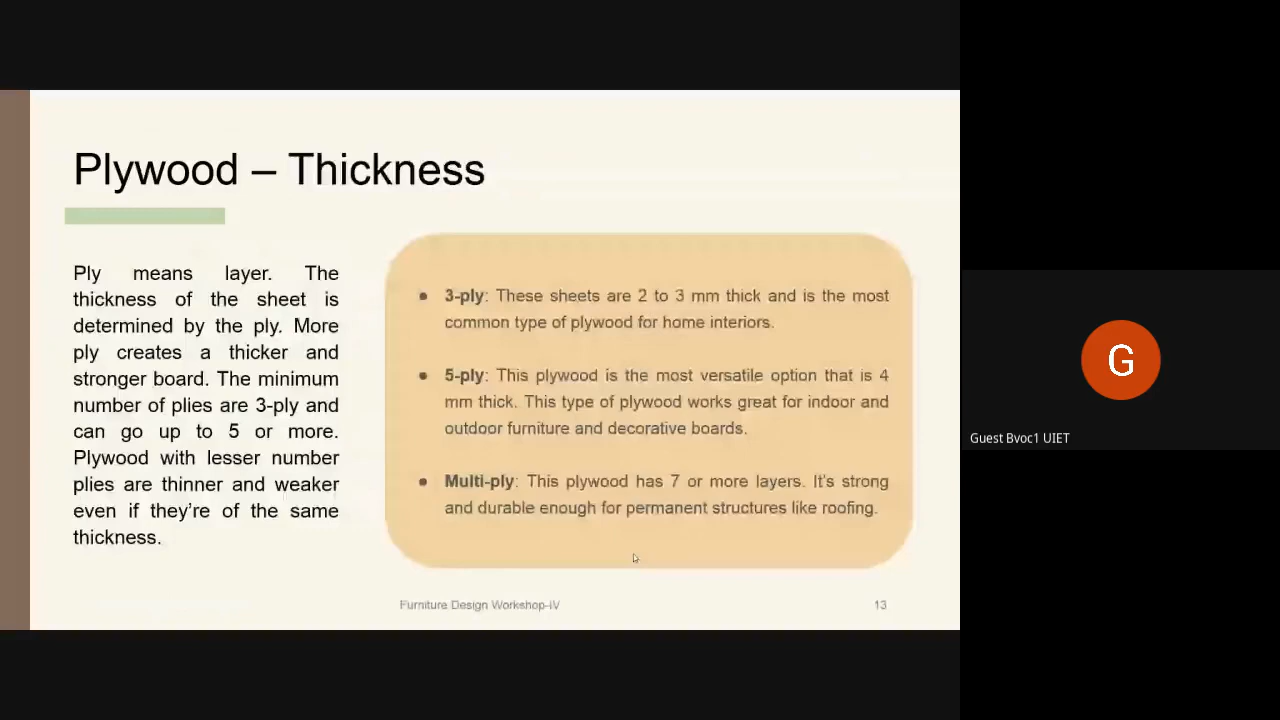 Plywood – Thickness
Ply means layer. The
thickness of the sheet is
determined by the ply. More
ply creates a thicker and
stronger board. The minimum
number of plies are 3-ply and
can go up to 5 or more.
Plywood with lesser number
plies are thinner and weaker
even if they're of the same
thickness.
● 3-ply: These sheets are 2 to 3 mm thick and is the most
common type of plywood for home interiors.
● 5-ply: This plywood is the most versatile option that is 4
mm thick. This type of plywood works great for indoor and
outdoor furniture and decorative boards.
● Multi-ply: This plywood has 7 or more layers. It's strong
and durable enough for permanent structures like roofing.
Furniture Design Workshop-IV
13
G
Guest Bvoc1 UIET